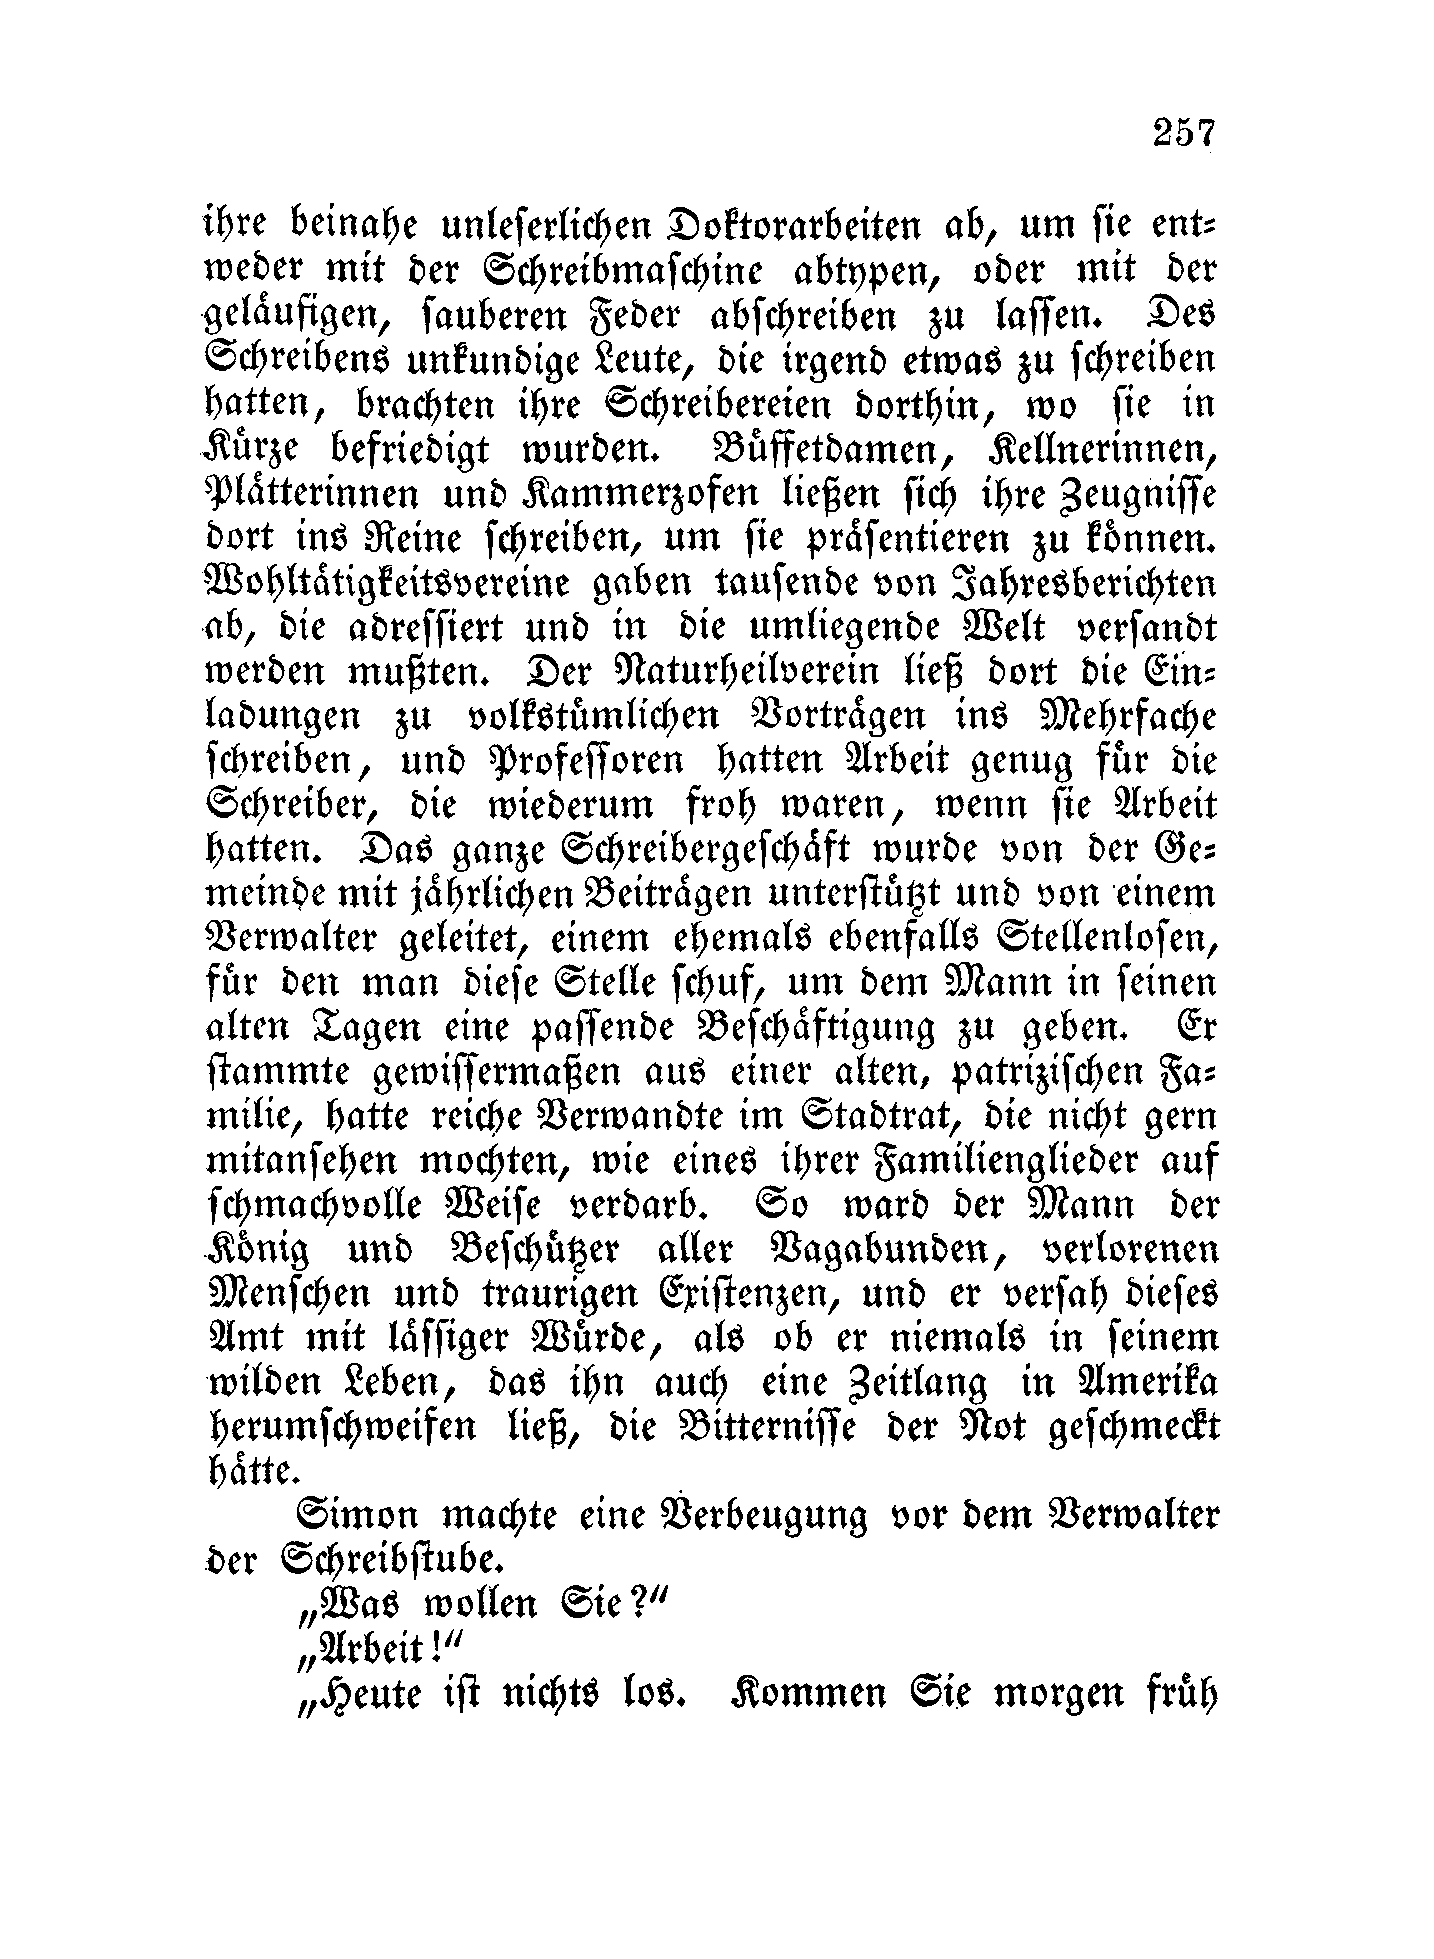 257
ihre beinahe unleserlichen Doktorarbeiten ab, um sie ent-
weder mit der Schreibmaschine abtypen, oder mit der
geläufigen, sauberen Feder abschreiben zu lassen. Des
Schreibens unkundige Leute, die irgend etwas zu schreiben
hatten, brachten ihre Schreibereien dorthin, wo sie in
Kürze befriedigt wurden. Büffetdamen, Kellnerinnen,
Plätterinnen und Kammerzofen ließen sich ihre Zeugnisse
dort ins Reine schreiben, um sie präsentieren zu können.
Wohltätigkeitsvereine gaben tausende von Jahresberichten
ab, die adressiert und in die umliegende Welt versandt
werden mußten. Der Naturheilverein ließ dort die Ein-
ladungen zu volkstümlichen Vorträgen ins Mehrfache
schreiben, und Professoren hatten Arbeit genug für die
Schreiber, die wiederum froh waren, wenn sie Arbeit
hatten. Das ganze Schreibergeschäft wurde von der Ge-
meinde mit jährlichen Beiträgen unterstützt und von einem
Verwalter geleitet, einem ehemals ebenfalls Stellenlosen,
für den man diese Stelle schuf, um dem Mann in seinen
alten Tagen eine passende Beschäftigung zu geben. Er
stammte gewissermaßen aus einer alten, patrizischen Fa-
milie, hatte reiche Verwandte im Stadtrat, die nicht gern
mitansehen mochten, wie eines ihrer Familienglieder auf
schmachvolle Weise verdarb. So ward der Mann der
König und Beschützer aller Vagabunden, verlorenen
Menschen und traurigen Existenzen, und er versah dieses
Amt mit lässiger Würde, als ob er niemals in seinem
wilden Leben, das ihn auch eine Zeitlang in Amerika
herumschweifen ließ, die Bitternisse der Not geschmeckt
hätte.
Simon machte eine Verbeugung vor dem Verwalter
der Schreibstube.
„Was wollen Sie?“
„Arbeit!“
„Heute ist nichts los. Kommen Sie morgen früh